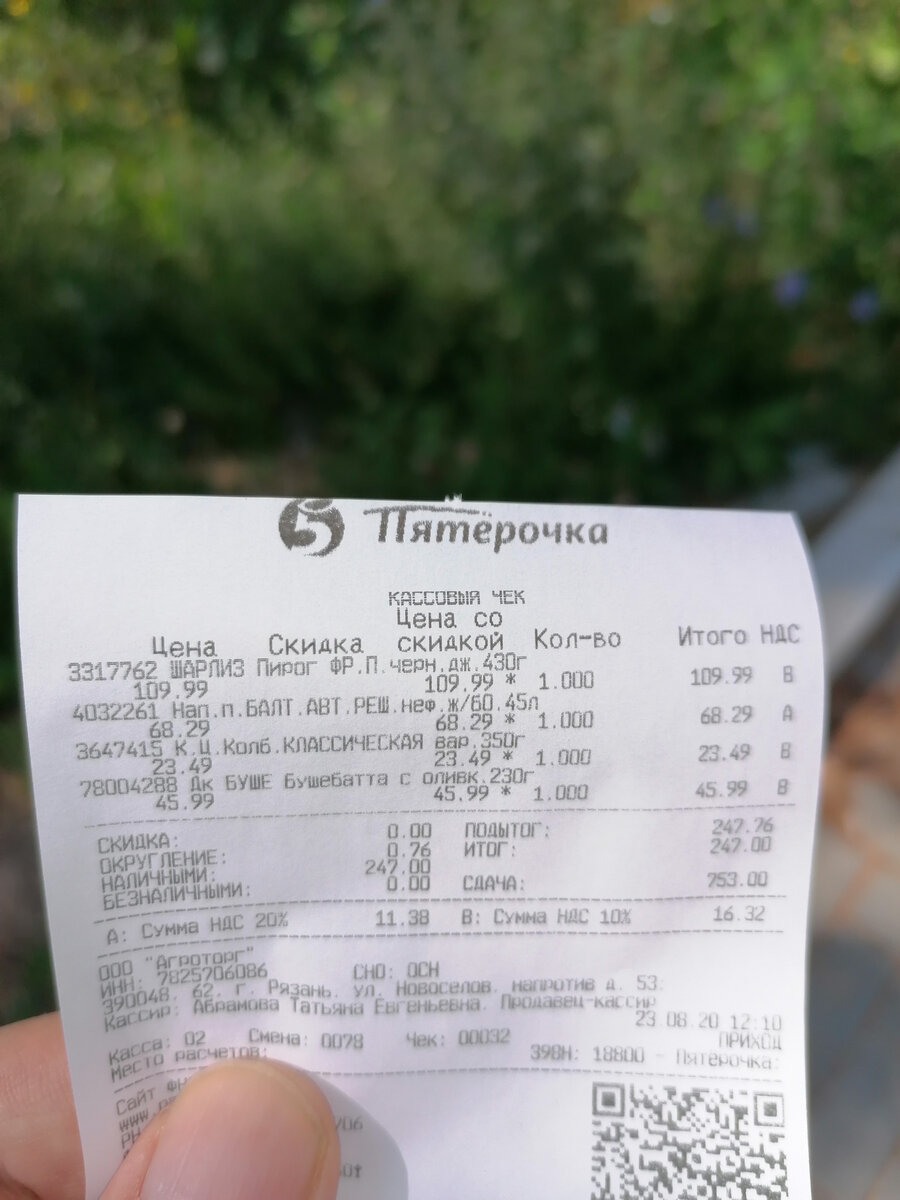 5 Пятёрочка
КАССОВЫЙ ЧЕК
Цена Скидка Цена со скидкой Кол-во Итого НДС
3317762 ШАРЛИЗ Пирог ФР.П.черн.дж.430г
109.99 109.99 * 1.000 109.99 В
4032261 Нап.п.БАЛТ.АВТ.РЕШ.неф.ж/б0.45л
68.29 68.29 * 1.000 68.29 А
3647415 К.Ц.Колб.КЛАССИЧЕСКАЯ вар.350г
23.49 23.49 * 1.000 23.49 В
78004288 Дк БУШЕ Бушебатта с оливк.230г
45.99 45.99 * 1.000 45.99 В
СКИДКА: 0.00 ПОДЫТОГ: 247.76
ОКРУГЛЕНИЕ: 0.76 ИТОГ: 247.00
НАЛИЧНЫМИ: 247.00
БЕЗНАЛИЧНЫМИ: 0.00 СДАЧА: 753.00
А: Сумма НДС 20% 11.38 В: Сумма НДС 10% 16.32
ООО "АГРОТОРГ"
ИНН: 7825706086 СНО: ОСН
390048, 62, г. Рязань, ул. Новоселов, напротив д. 53;
Кассир: Абрамова Татьяна Евгеньевна, Продавец-кассир
23.08.20 12:10
Касса: 02 Смена: 0078 Чек: 00032 ПРИХОД
Место расчетов: 398Н: 18800 - Пятерочка;
Сайт
www.